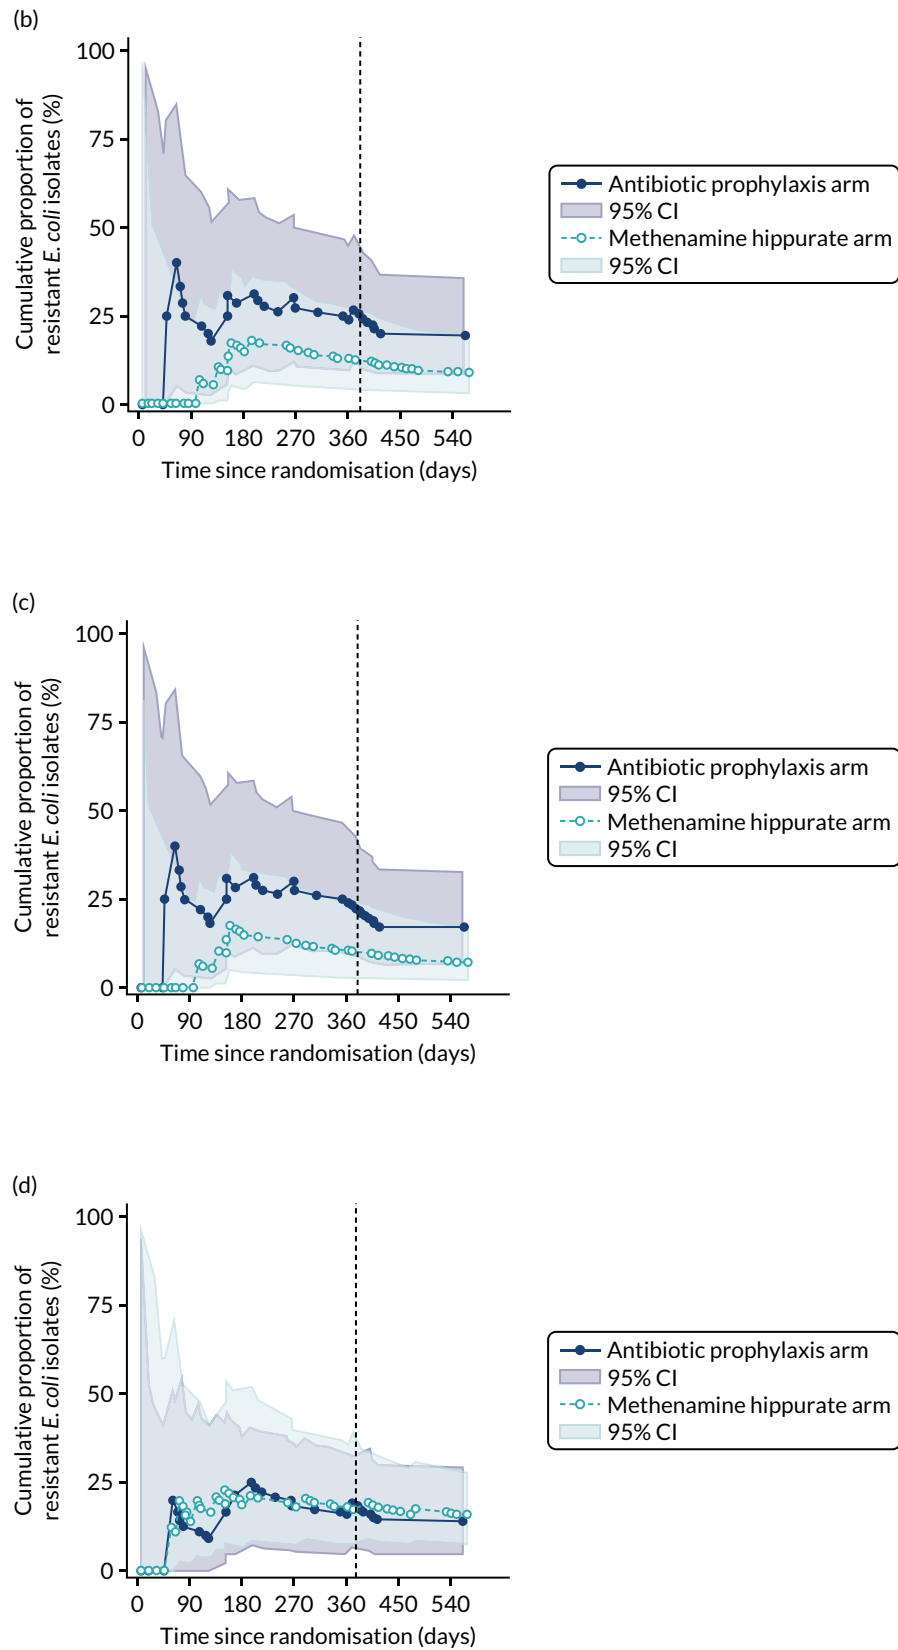 (b)
Cumulative proportion of
resistant E. coli isolates (%)
100
75
50
25
0
0 90 180 270 360 450 540
Time since randomisation (days)
Antibiotic prophylaxis arm
95% CI
Methenamine hippurate arm
95% CI
(c)
Cumulative proportion of
resistant E. coli isolates (%)
100
75
50
25
0
0 90 180 270 360 450 540
Time since randomisation (days)
Antibiotic prophylaxis arm
95% CI
Methenamine hippurate arm
95% CI
(d)
Cumulative proportion of
resistant E. coli isolates (%)
100
75
50
25
0
0 90 180 270 360 450 540
Time since randomisation (days)
Antibiotic prophylaxis arm
95% CI
Methenamine hippurate arm
95% CI